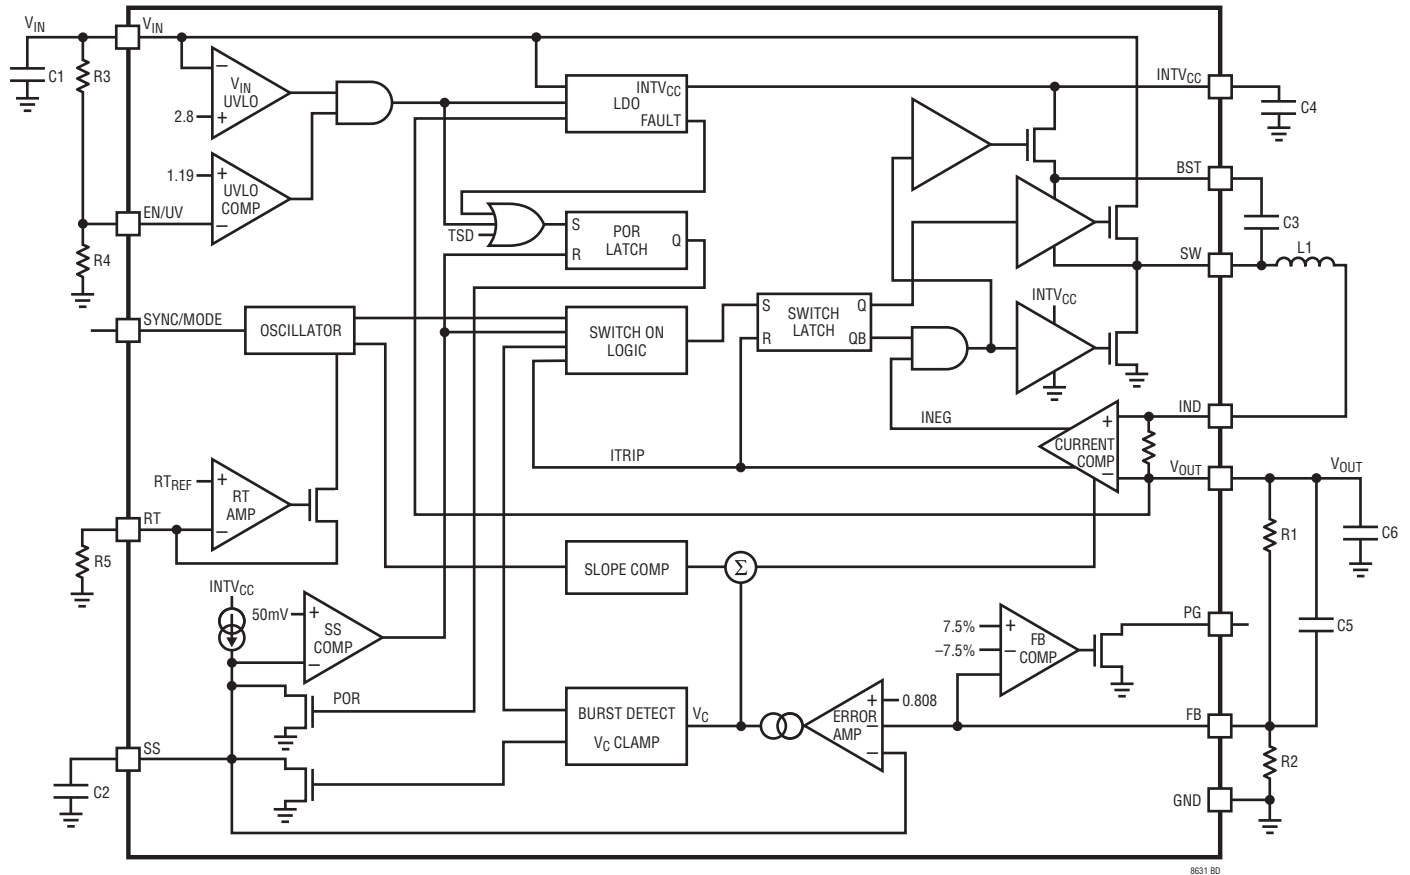 VIN
VIN
C1
R3
VIN
UVLO
2.8
−
+
1.19
+
−
UVLO
COMP
EN/UV
R4
INTVCC
LDO
FAULT
INTVCC
C4
TSD
S
R
POR
LATCH
Q
BST
C3
SW
L1
SYNC/MODE
OSCILLATOR
SWITCH ON
LOGIC
S
R
SWITCH
LATCH
Q
QB
INTVCC
INEG
ITRIP
+
−
CURRENT
COMP
IND
VOUT
VOUT
RTREF
+
−
RT
AMP
RT
R5
R1
C6
SLOPE COMP
Σ
INTVCC
50mV
+
−
SS
COMP
7.5%
–7.5%
+
−
FB
COMP
PG
C5
POR
BURST DETECT
VC CLAMP
VC
ERROR
AMP
+
−
−
0.808
FB
SS
C2
R2
GND
8631 BD